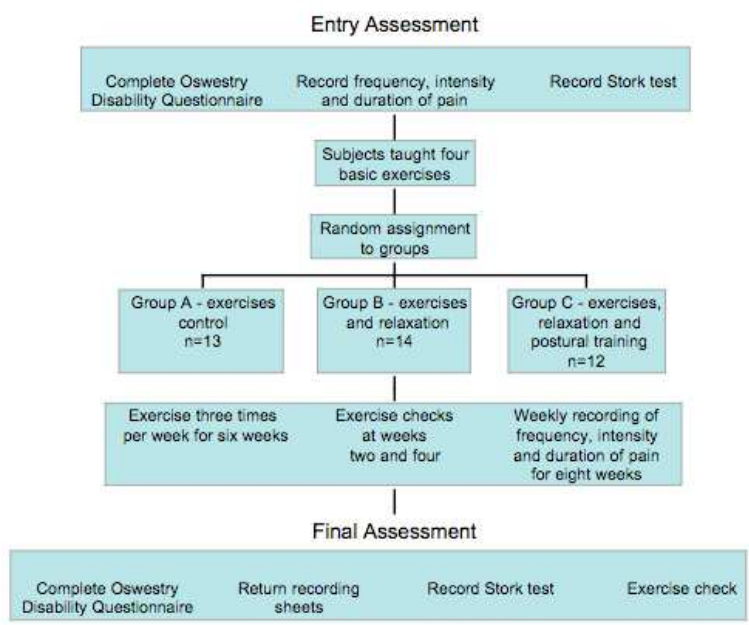 Entry Assessment
Complete Oswestry
Disability Questionnaire
Record frequency, intensity
and duration of pain
Record Stork test
Subjects taught four
basic exercises
Random assignment
to groups
Group A - exercises
control
n=13
Group B - exercises
and relaxation
n=14
Group C - exercises,
relaxation and
postural training
n=12
Exercise three times
per week for six weeks
Exercise checks
at weeks
two and four
Weekly recording of
frequency, intensity
and duration of pain
for eight weeks
Final Assessment
Complete Oswestry
Disability Questionnaire
Return recording
sheets
Record Stork test
Exercise check